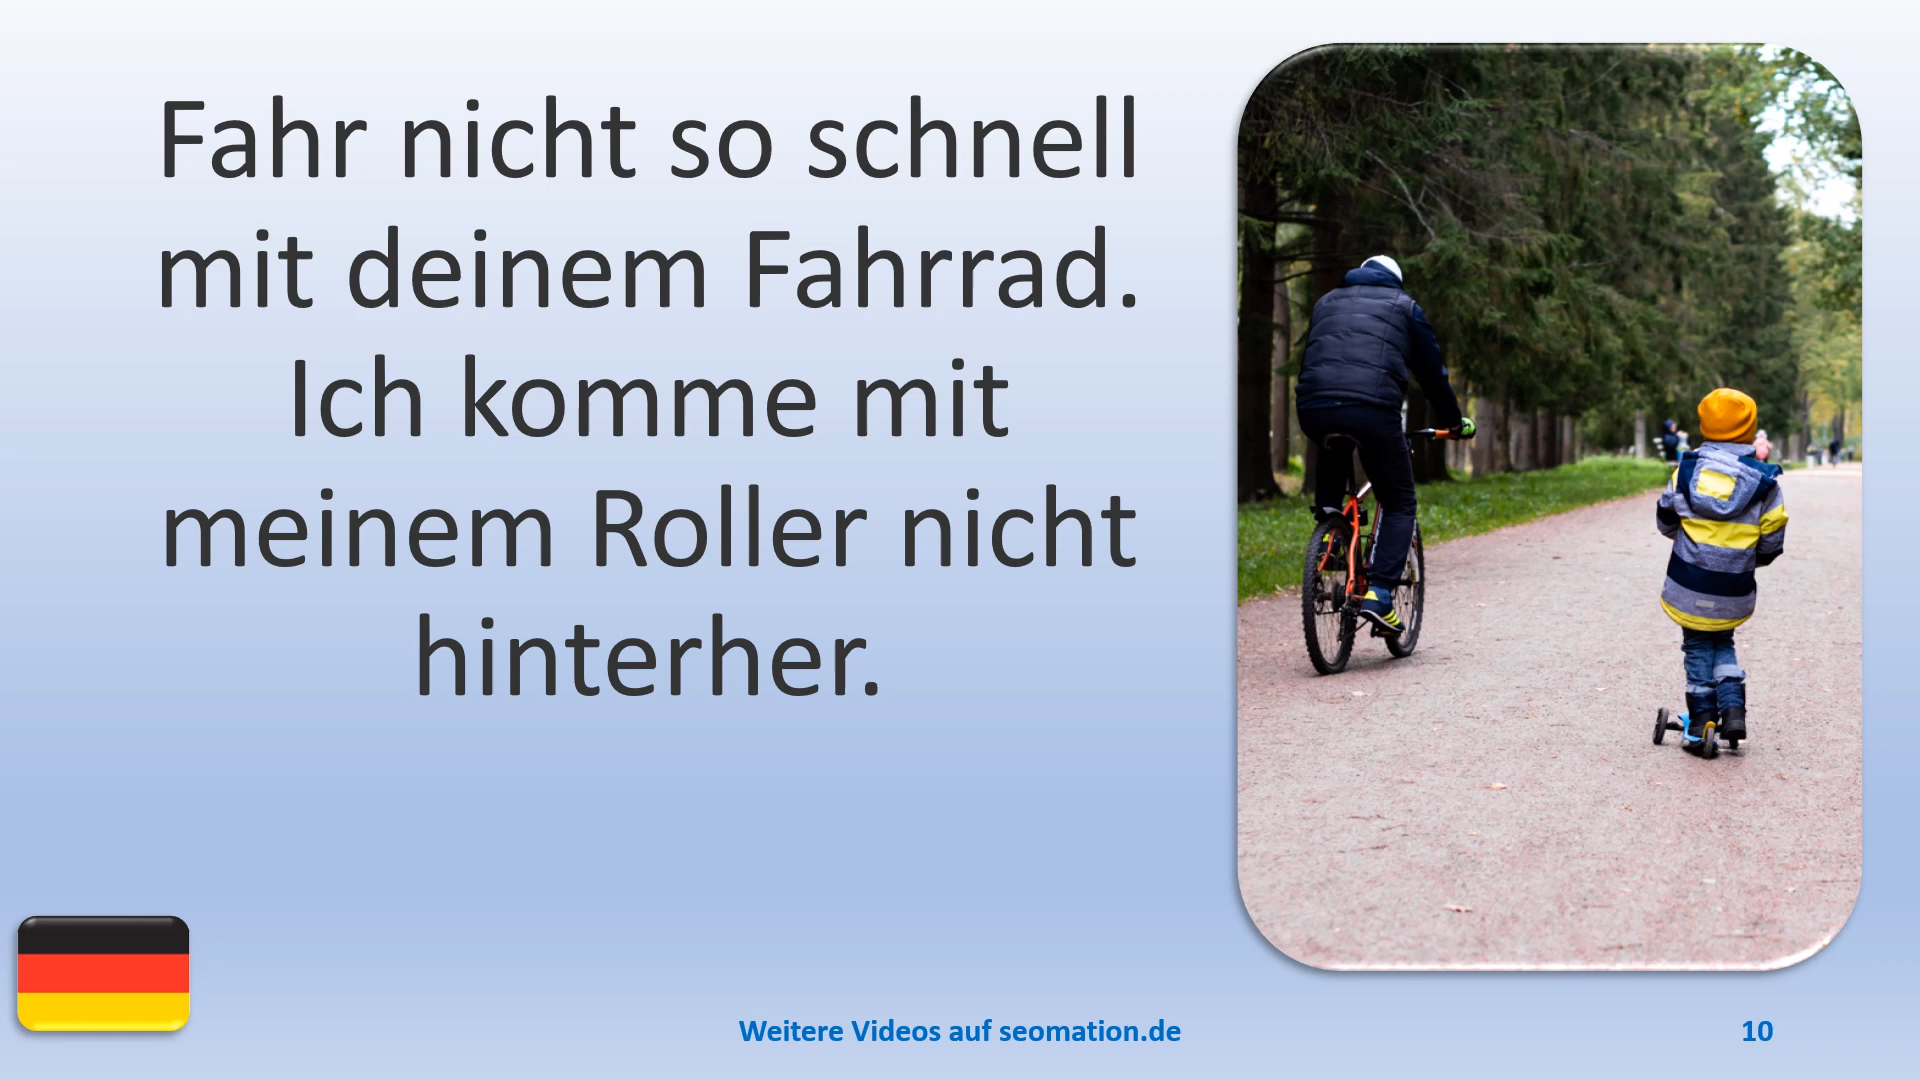 Fahr nicht so schnell
mit deinem Fahrrad.
Ich komme mit
meinem Roller nicht
hinterher.
Weitere Videos auf seomation.de
10